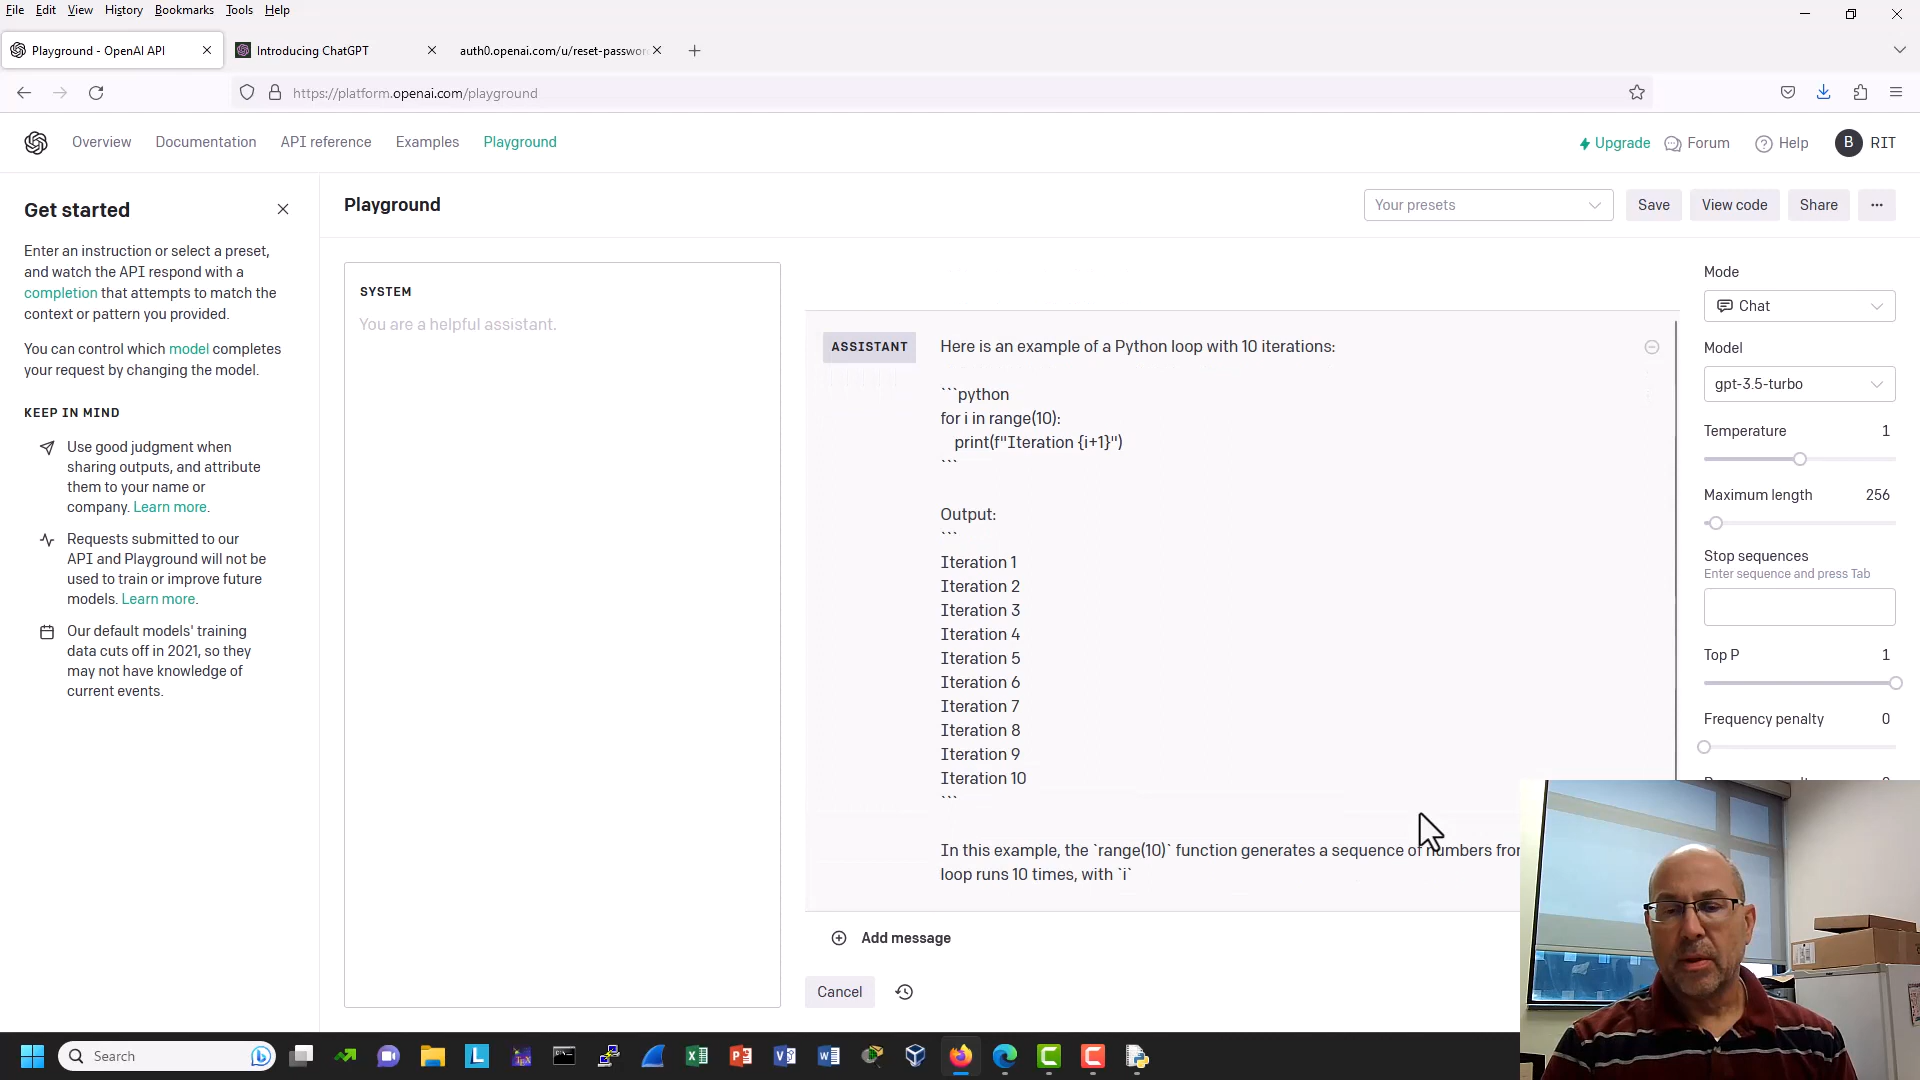 File Edit View History Bookmarks Tools Help
Playground - OpenAI API
Introducing ChatGPT
auth0.openai.com/u/reset-passwor
https://platform.openai.com/playground
Overview Documentation API reference Examples Playground
Upgrade Forum Help B RIT
Get started
Enter an instruction or select a preset,
and watch the API respond with a
completion that attempts to match the
context or pattern you provided.
You can control which model completes
your request by changing the model.
KEEP IN MIND
Use good judgment when
sharing outputs, and attribute
them to your name or
company. Learn more.
Requests submitted to our
API and Playground will not be
used to train or improve future
models. Learn more.
Our default models' training
data cuts off in 2021, so they
may not have knowledge of
current events.
Playground
Your presets
Save
View code
Share
...
SYSTEM
You are a helpful assistant.
ASSISTANT
Here is an example of a Python loop with 10 iterations:
```python
for i in range(10):
    print(f"Iteration {i+1}")
```
Output:
```
Iteration 1
Iteration 2
Iteration 3
Iteration 4
Iteration 5
Iteration 6
Iteration 7
Iteration 8
Iteration 9
Iteration 10
```
In this example, the `range(10)` function generates a sequence of numbers from
loop runs 10 times, with `i`
Add message
Cancel
Mode
Chat
Model
gpt-3.5-turbo
Temperature 1
Maximum length 256
Stop sequences
Enter sequence and press Tab
Top P 1
Frequency penalty 0
Search